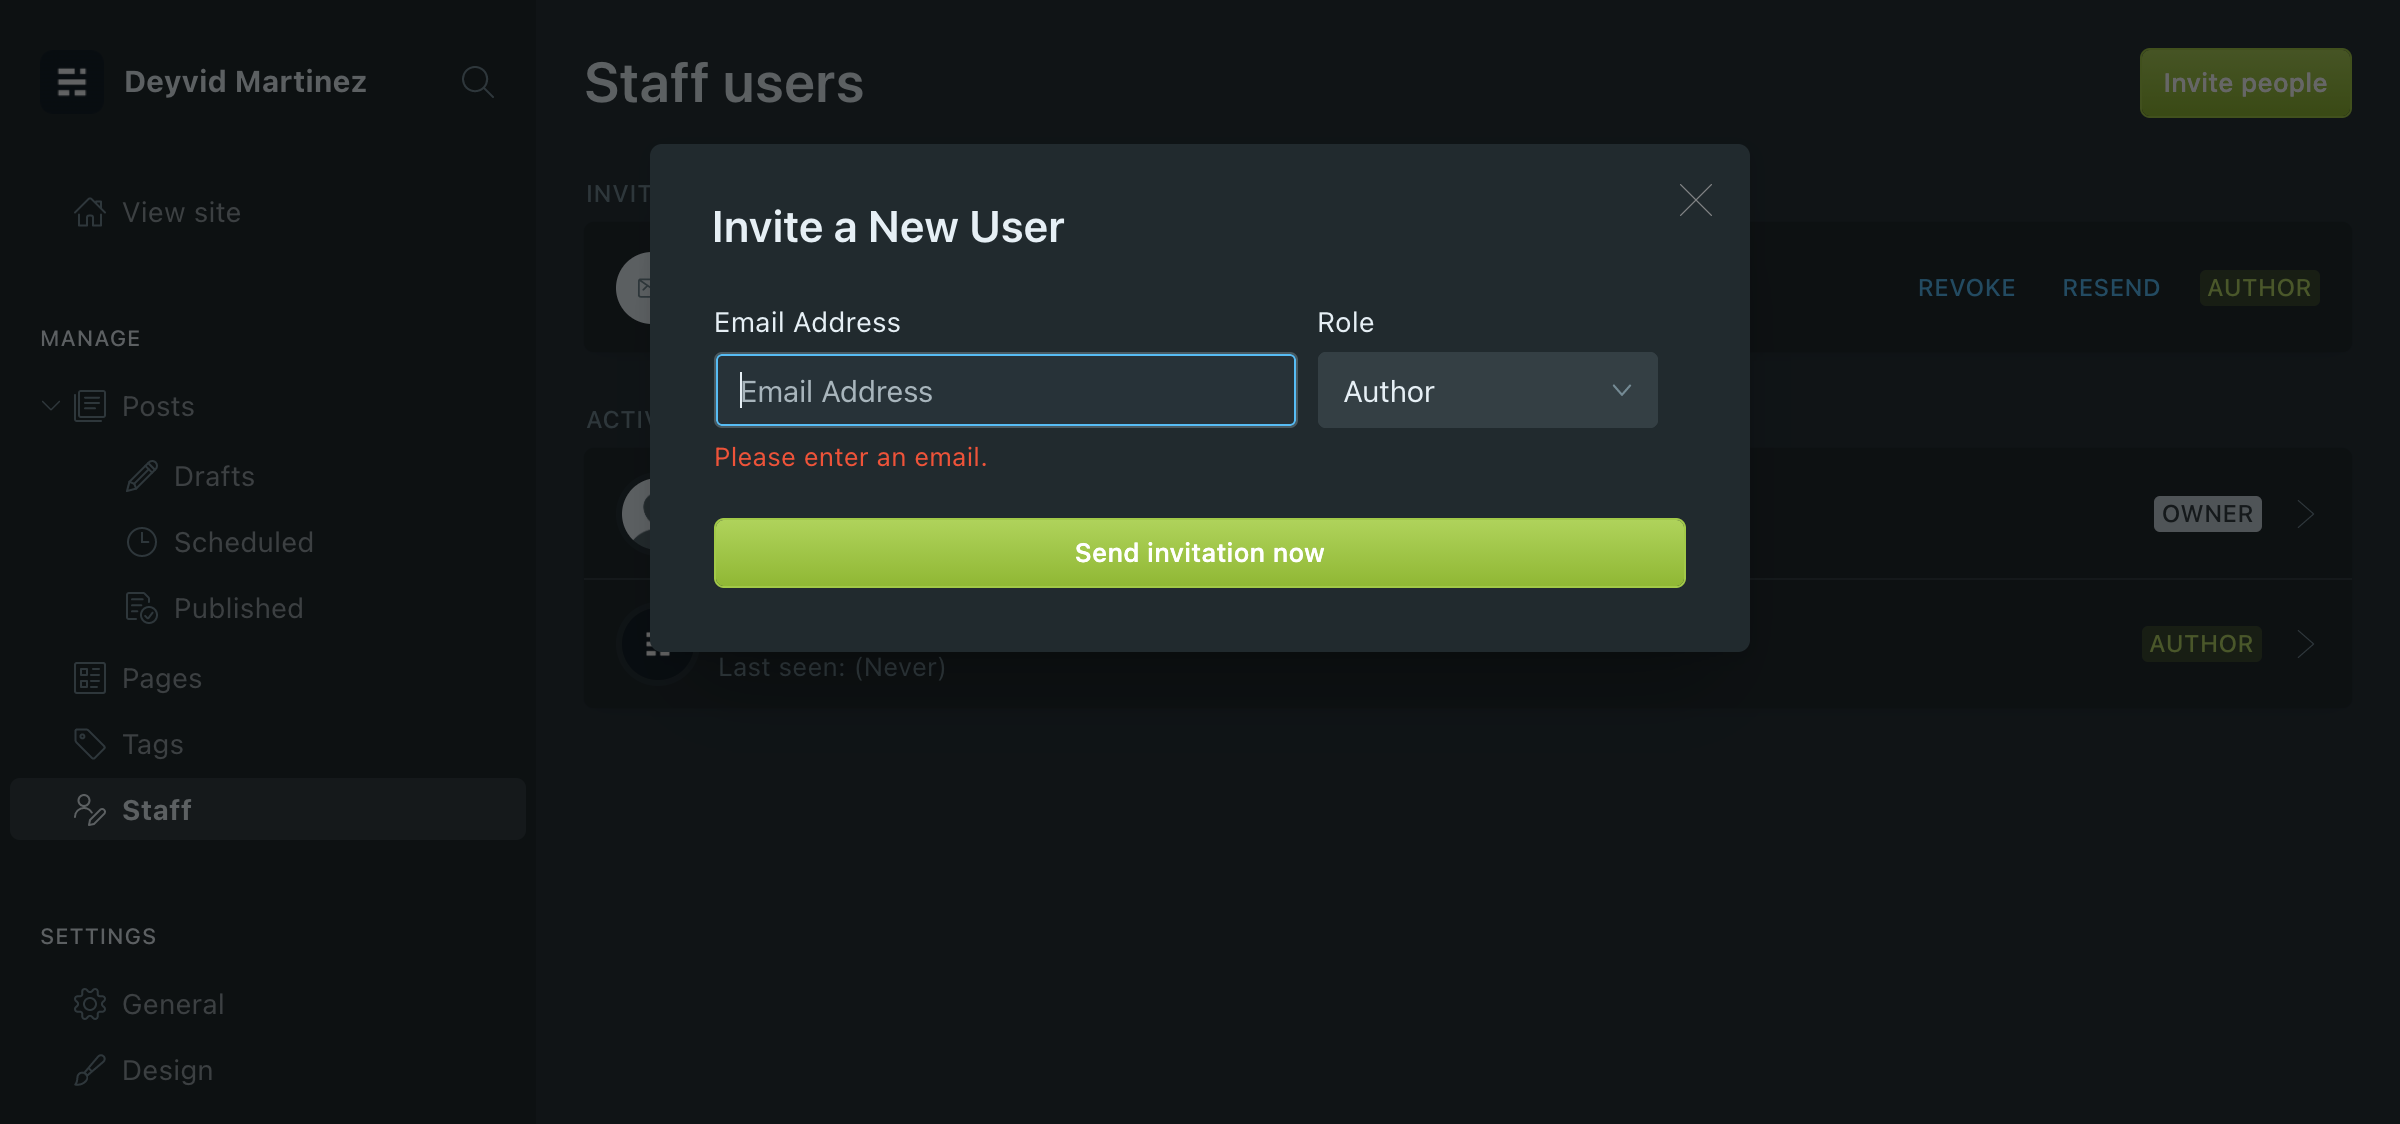 Deyvid Martinez
View site
MANAGE
Posts
Drafts
Scheduled
Published
Pages
Tags
Staff
SETTINGS
General
Design
Staff users
Invite people
REVOKE RESEND AUTHOR
OWNER
Last seen: (Never)
AUTHOR
Invite a New User
Email Address
Role
Email Address
Author
Please enter an email.
Send invitation now